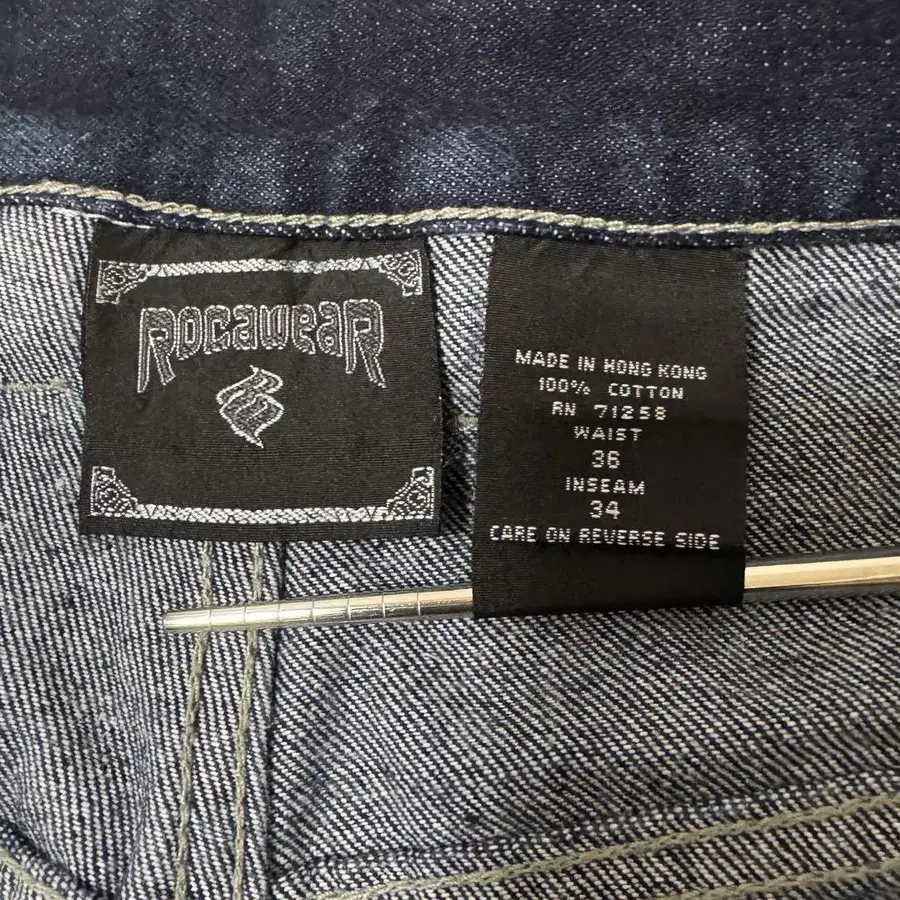 ROCAWEAR
MADE IN HONG KONG
100% COTTON
RN 71258
WAIST
36
INSEAM
34
CARE ON REVERSE SIDE